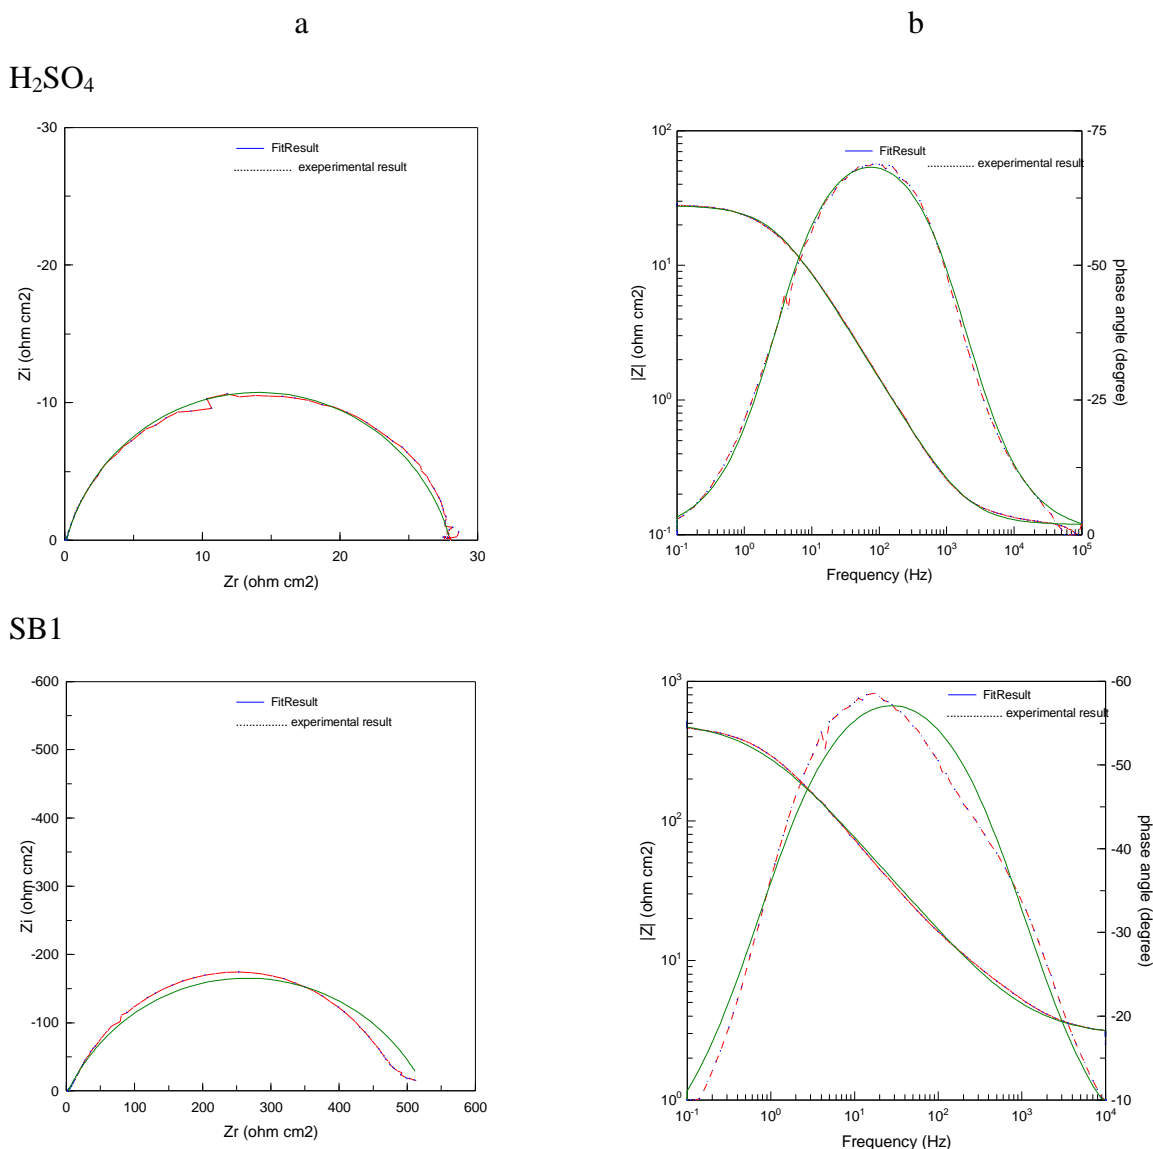 a
b
H2SO4
-30
-20
-10
0
0
10
20
30
Zi (ohm cm2)
Zr (ohm cm2)
FitResult
exeperimental result
10²
10¹
10⁰
10⁻¹
|Z| (ohm cm2)
-75
-50
-25
0
phase angle (degree)
10⁻¹
10⁰
10¹
10²
10³
10⁴
10⁵
Frequency (Hz)
FitResult
exeperimental result
SB1
-600
-500
-400
-300
-200
-100
0
0
100
200
300
400
500
600
Zi (ohm cm2)
Zr (ohm cm2)
FitResult
experimental result
10³
10²
10¹
10⁰
|Z| (ohm cm2)
-60
-50
-40
-30
-20
-10
phase angle (degree)
10⁻¹
10⁰
10¹
10²
10³
10⁴
Frequency (Hz)
FitResult
experimental result